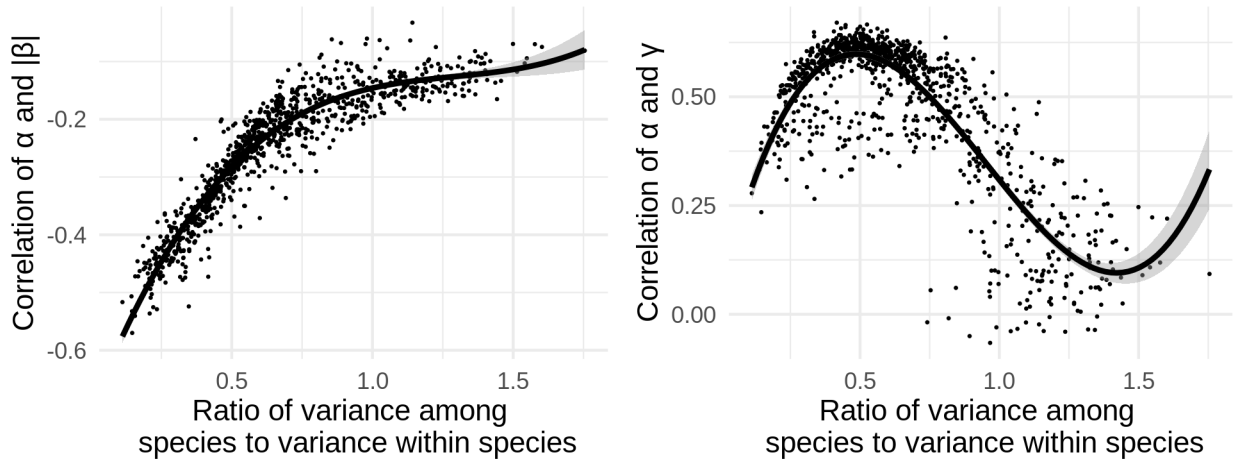 Correlation of α and |β|
-0.2
-0.4
-0.6
0.5
1.0
1.5
Ratio of variance among
species to variance within species
Correlation of α and γ
0.50
0.25
0.00
0.5
1.0
1.5
Ratio of variance among
species to variance within species